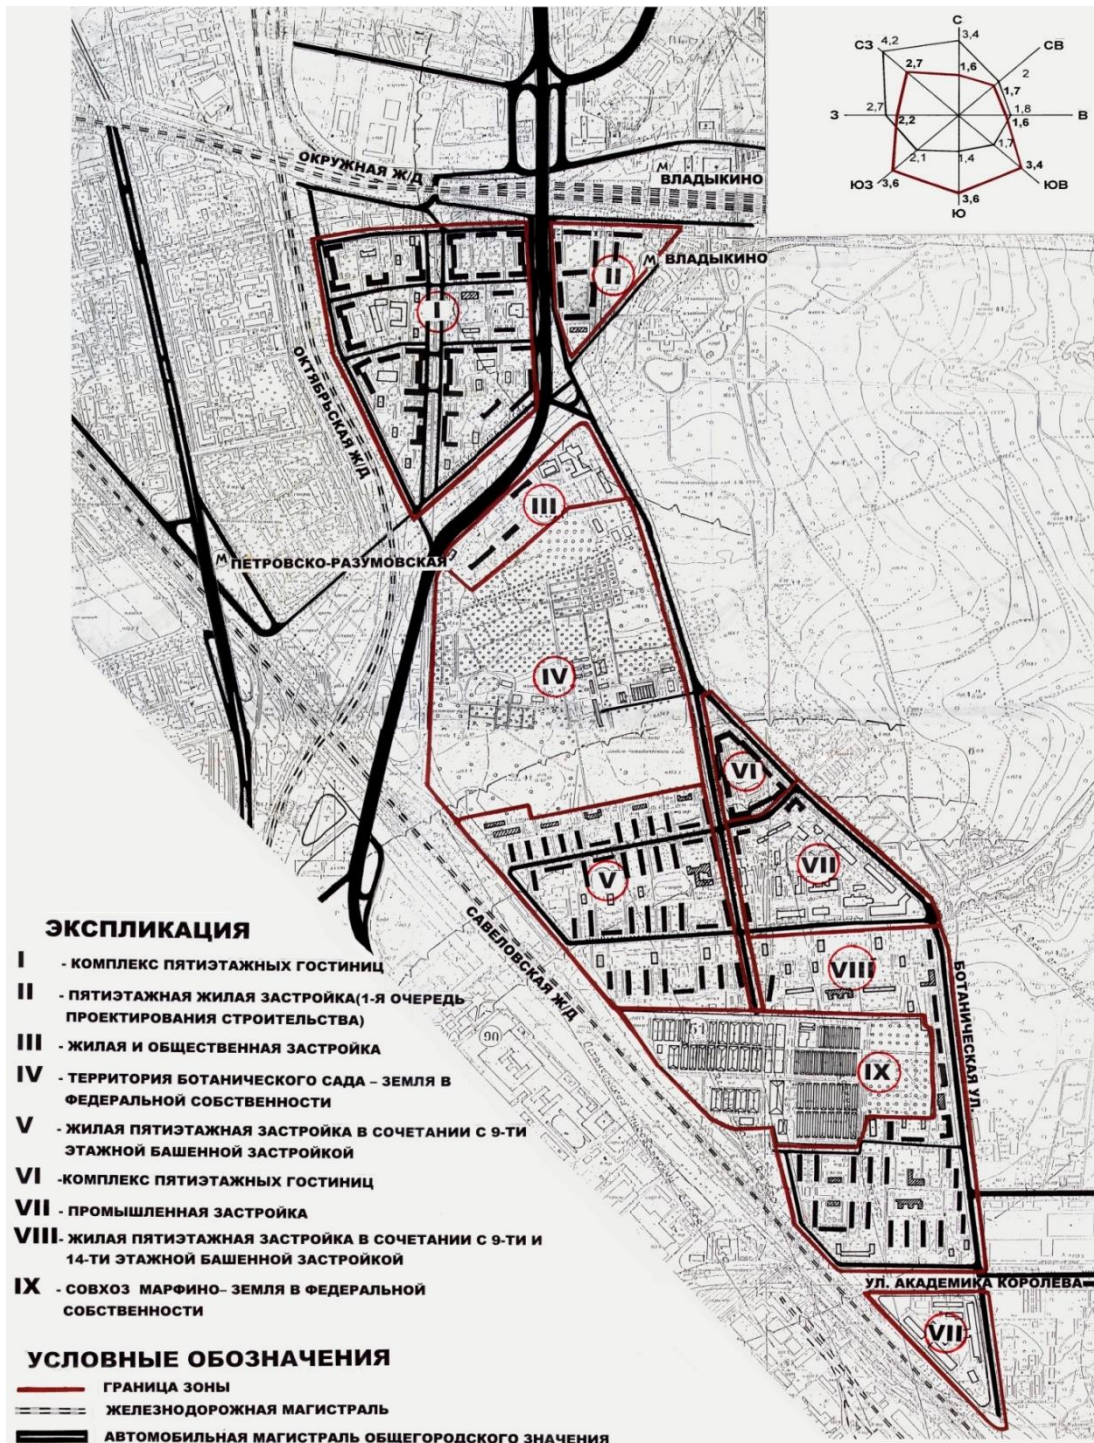 С
3,4
СЗ
4,2
СВ
2
2,7
1,6
1,7
З
2,7
2,2
1,8
1,6
В
2,1
1,4
1,7
3,6
3,4
ЮЗ
3,6
ЮВ
Ю
ОКРУЖНАЯ Ж/Д
М
ВЛАДЫКИНО
М ВЛАДЫКИНО
I
II
ОКТЯБРЬСКАЯ Ж/Д
III
М ПЕТРОВСКО-РАЗУМОВСКАЯ
IV
VI
VII
V
САВЕЛОВСКАЯ Ж/Д
VIII
БОТАНИЧЕСКАЯ УЛ.
61
90
IX
УЛ. АКАДЕМИКА КОРОЛЕВА
VII
ЭКСПЛИКАЦИЯ
I - КОМПЛЕКС ПЯТИЭТАЖНЫХ ГОСТИНИЦ
II - ПЯТИЭТАЖНАЯ ЖИЛАЯ ЗАСТРОЙКА(1-Я ОЧЕРЕДЬ
ПРОЕКТИРОВАНИЯ СТРОИТЕЛЬСТВА)
III - ЖИЛАЯ И ОБЩЕСТВЕННАЯ ЗАСТРОЙКА
IV - ТЕРРИТОРИЯ БОТАНИЧЕСКОГО САДА – ЗЕМЛЯ В
ФЕДЕРАЛЬНОЙ СОБСТВЕННОСТИ
V - ЖИЛАЯ ПЯТИЭТАЖНАЯ ЗАСТРОЙКА В СОЧЕТАНИИ С 9-ТИ
ЭТАЖНОЙ БАШЕННОЙ ЗАСТРОЙКОЙ
VI -КОМПЛЕКС ПЯТИЭТАЖНЫХ ГОСТИНИЦ
VII - ПРОМЫШЛЕННАЯ ЗАСТРОЙКА
VIII- ЖИЛАЯ ПЯТИЭТАЖНАЯ ЗАСТРОЙКА В СОЧЕТАНИИ С 9-ТИ И
14-ТИ ЭТАЖНОЙ БАШЕННОЙ ЗАСТРОЙКОЙ
IX - СОВХОЗ МАРФИНО– ЗЕМЛЯ В ФЕДЕРАЛЬНОЙ
СОБСТВЕННОСТИ
УСЛОВНЫЕ ОБОЗНАЧЕНИЯ
ГРАНИЦА ЗОНЫ
ЖЕЛЕЗНОДОРОЖНАЯ МАГИСТРАЛЬ
АВТОМОБИЛЬНАЯ МАГИСТРАЛЬ ОБЩЕГОРОДСКОГО ЗНАЧЕНИЯ